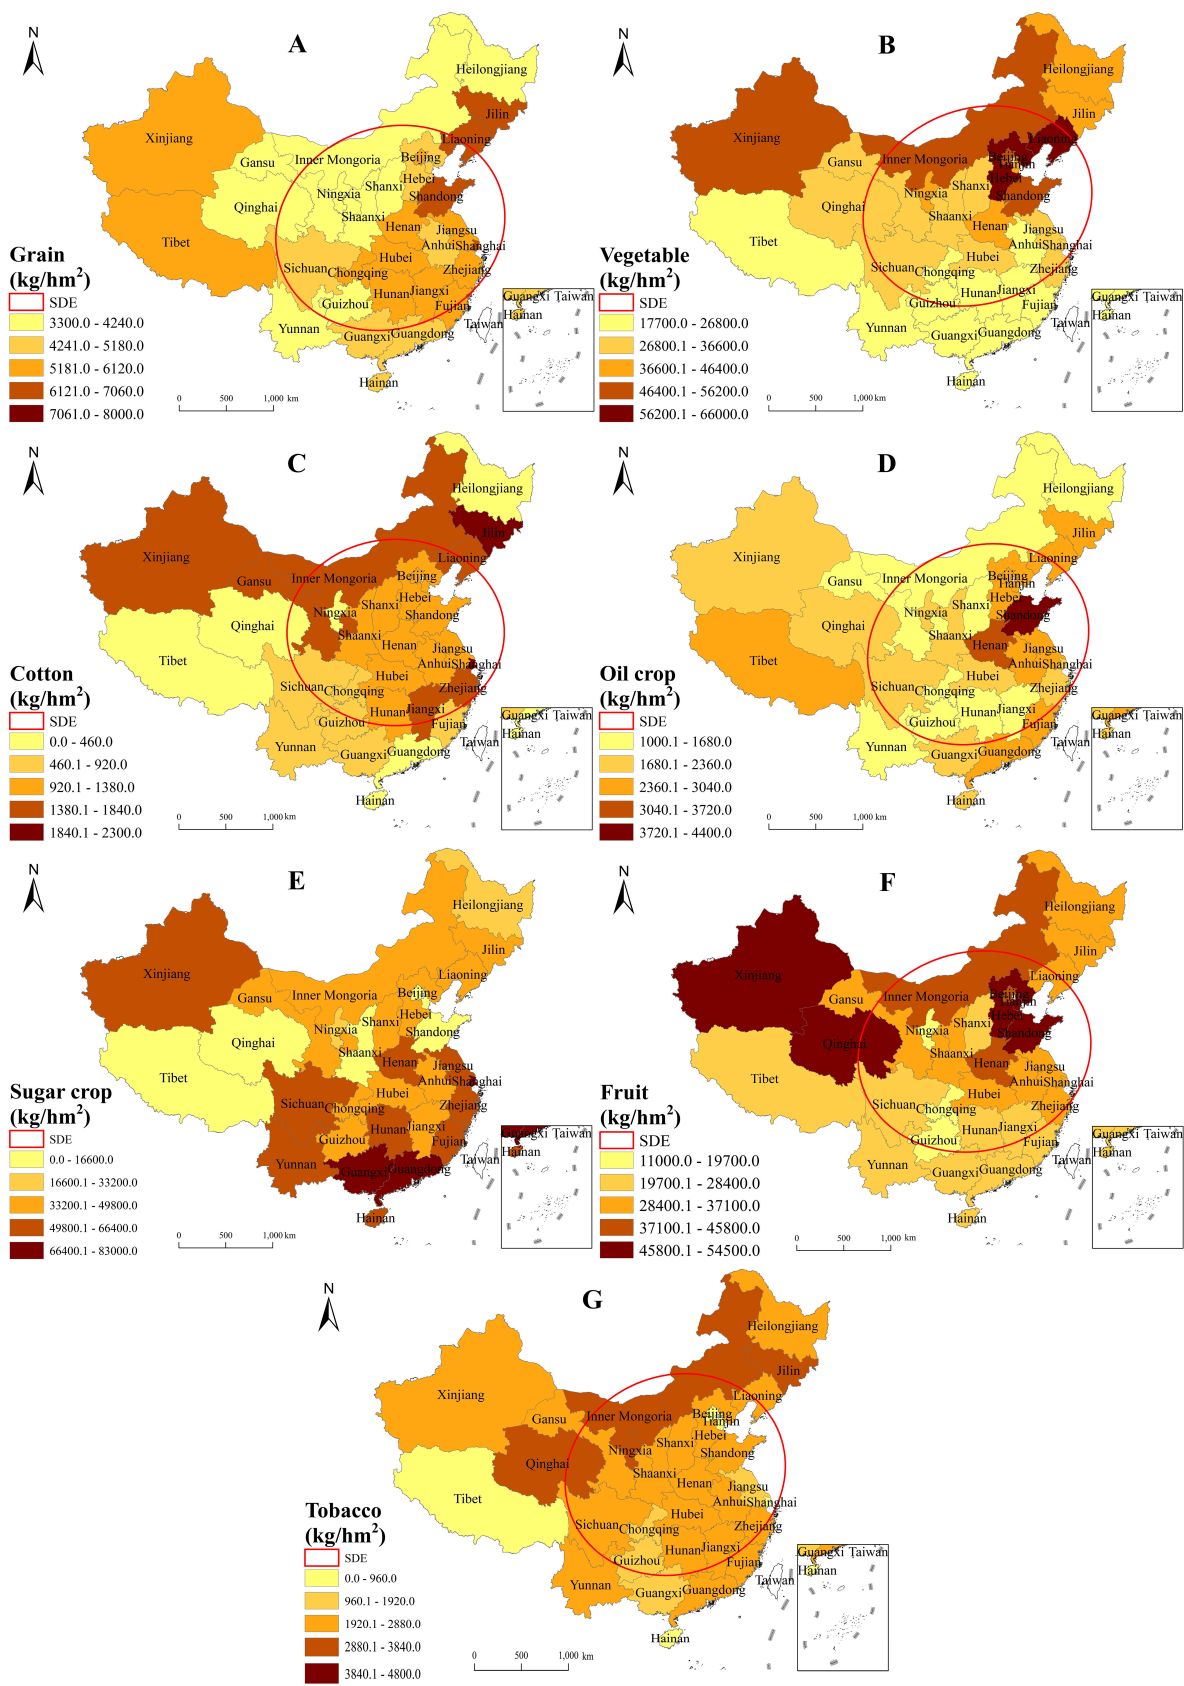 N
A
Heilongjiang
Jilin
Liaoning
Xinjiang
Gansu
Inner Mongoria
Beijing
Hebei
Shanxi
Ningxia
Shandong
Qinghai
Shaanxi
Henan
Jiangsu
Tibet
AnhuiShanghai
Hubei
Sichuan
Chongqing
Zhejiang
HunanJiangxi
Guizhou
Fujian
Yunnan
GuangxiGuangdong
Taiwan
Hainan
Guangxi Taiwan
Hainan
Grain
(kg/hm²)
SDE
3300.0 - 4240.0
4241.0 - 5180.0
5181.0 - 6120.0
6121.0 - 7060.0
7061.0 - 8000.0
0 500 1,000 km
N
B
Heilongjiang
Jilin
Liaoning
Xinjiang
Gansu
Inner Mongoria
Beijing
Tianjin
Hebei
Shanxi
Ningxia
Shandong
Qinghai
Shaanxi
Henan
Jiangsu
Tibet
AnhuiShanghai
Hubei
Sichuan
Chongqing
Zhejiang
Hunan
Jiangxi
Guizhou
Fujian
Yunnan
Guangxi
Guangdong
Taiwan
Hainan
Guangxi Taiwan
Hainan
Vegetable
(kg/hm²)
SDE
17700.0 - 26800.0
26800.1 - 36600.0
36600.1 - 46400.0
46400.1 - 56200.0
56200.1 - 66000.0
0 500 1,000 km
N
C
Heilongjiang
Jilin
Liaoning
Xinjiang
Gansu
Inner Mongoria
Beijing
Hebei
Shanxi
Ningxia
Shandong
Qinghai
Shaanxi
Henan
Jiangsu
Tibet
AnhuiShanghai
Hubei
Sichuan
Chongqing
Zhejiang
Hunan
Jiangxi
Guizhou
Fujian
Yunnan
Guangxi
Guangdong
Taiwan
Hainan
Guangxi Taiwan
Hainan
Cotton
(kg/hm²)
SDE
0.0 - 460.0
460.1 - 920.0
920.1 - 1380.0
1380.1 - 1840.0
1840.1 - 2300.0
0 500 1,000 km
N
D
Heilongjiang
Jilin
Liaoning
Xinjiang
Gansu
Inner Mongoria
Beijing
Tianjin
Hebei
Shanxi
Ningxia
Shandong
Qinghai
Shaanxi
Henan
Jiangsu
Tibet
AnhuiShanghai
Hubei
Sichuan
Chongqing
Zhejiang
Hunan
Jiangxi
Guizhou
Fujian
Yunnan
Guangxi
Guangdong
Taiwan
Hainan
Guangxi Taiwan
Hainan
Oil crop
(kg/hm²)
SDE
1000.1 - 1680.0
1680.1 - 2360.0
2360.1 - 3040.0
3040.1 - 3720.0
3720.1 - 4400.0
0 500 1,000 km
N
E
Heilongjiang
Jilin
Liaoning
Xinjiang
Gansu
Inner Mongoria
Beijing
Hebei
Shanxi
Ningxia
Shandong
Qinghai
Shaanxi
Henan
Jiangsu
Tibet
AnhuiShanghai
Hubei
Sichuan
Chongqing
Zhejiang
Hunan
Jiangxi
Guizhou
Fujian
Yunnan
Guangxi
Guangdong
Taiwan
Hainan
Guangxi Taiwan
Hainan
Sugar crop
(kg/hm²)
SDE
0.0 - 16600.0
16600.1 - 33200.0
33200.1 - 49800.0
49800.1 - 66400.0
66400.1 - 83000.0
0 500 1,000 km
N
F
Heilongjiang
Jilin
Liaoning
Xinjiang
Gansu
Inner Mongoria
Beijing
Tianjin
Hebei
Shanxi
Ningxia
Shandong
Qinghai
Shaanxi
Henan
Jiangsu
Tibet
AnhuiShanghai
Hubei
Sichuan
Chongqing
Zhejiang
Hunan
Jiangxi
Guizhou
Fujian
Yunnan
Guangxi
Guangdong
Taiwan
Hainan
Guangxi Taiwan
Hainan
Fruit
(kg/hm²)
SDE
11000.0 - 19700.0
19700.1 - 28400.0
28400.1 - 37100.0
37100.1 - 45800.0
45800.1 - 54500.0
0 500 1,000 km
N
G
Heilongjiang
Jilin
Liaoning
Xinjiang
Gansu
Inner Mongoria
Beijing
Tianjin
Hebei
Shanxi
Ningxia
Shandong
Qinghai
Shaanxi
Henan
Jiangsu
Tibet
AnhuiShanghai
Hubei
Sichuan
Chongqing
Zhejiang
HunanJiangxi
Guizhou
Fujian
Yunnan
GuangxiGuangdong
Taiwan
Hainan
Guangxi Taiwan
Hainan
Tobacco
(kg/hm²)
SDE
0.0 - 960.0
960.1 - 1920.0
1920.1 - 2880.0
2880.1 - 3840.0
3840.1 - 4800.0
0 500 1,000 km